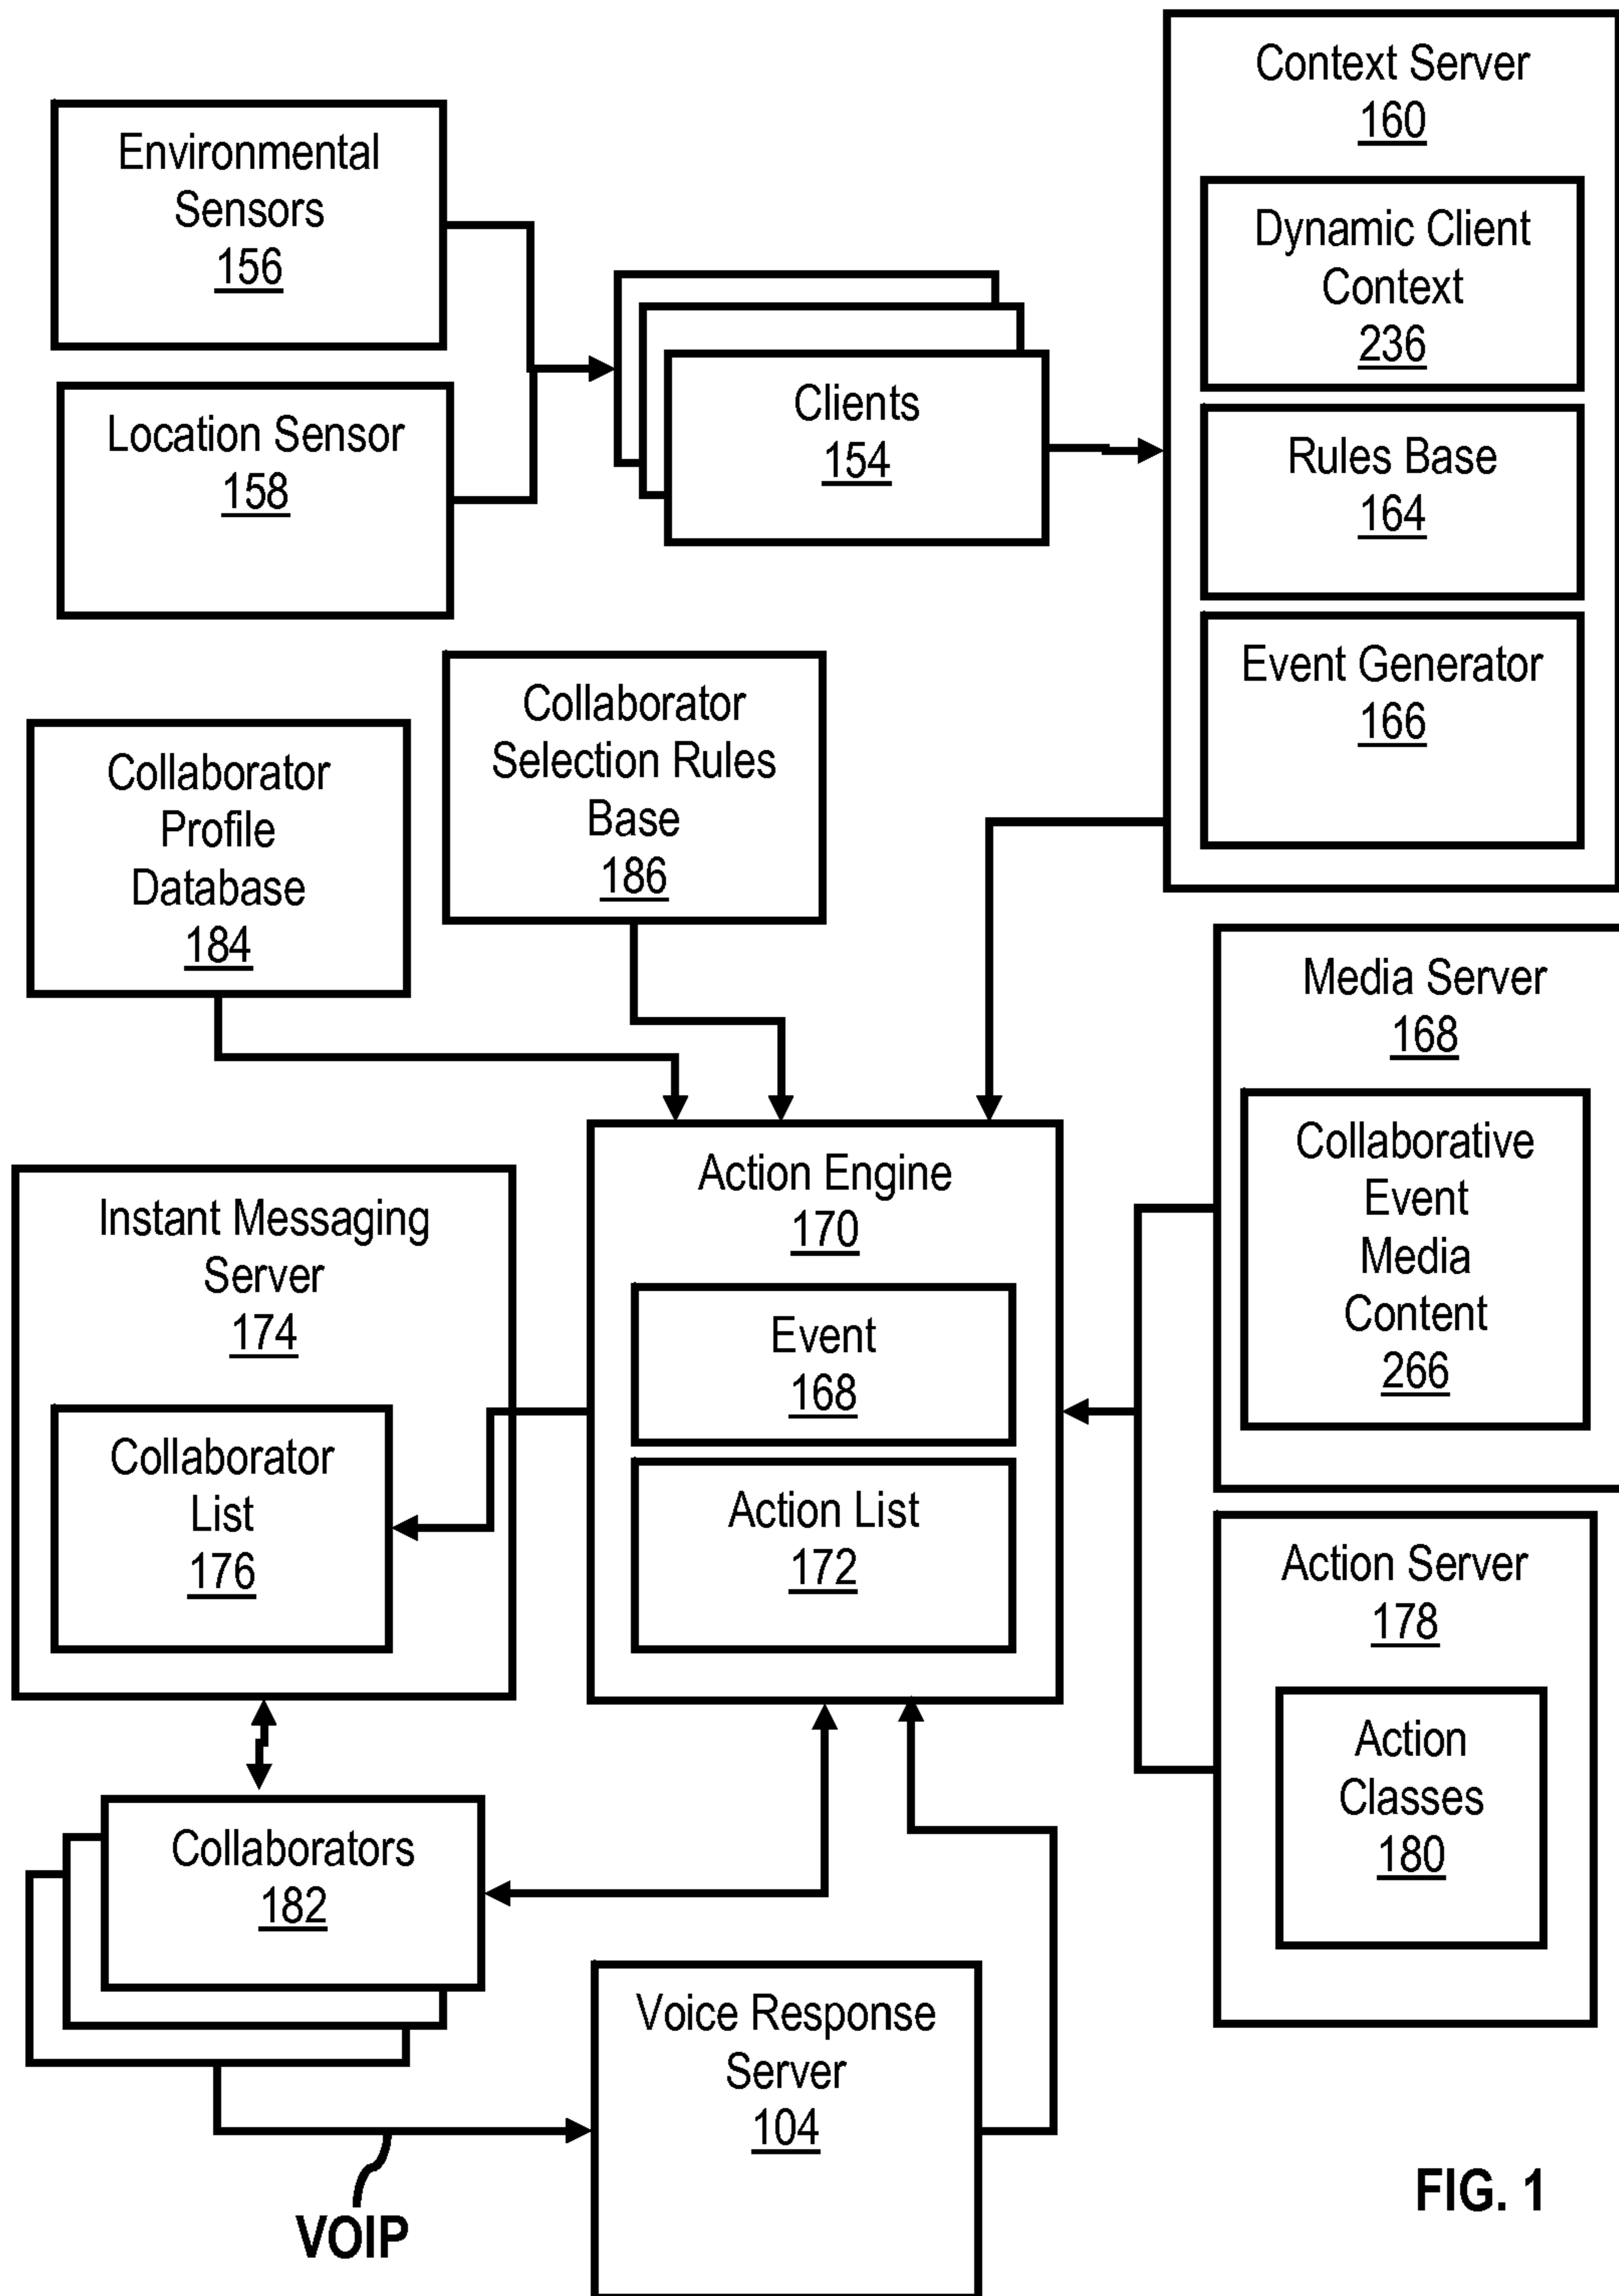 Context Server
160
Environmental
Sensors
156
Dynamic Client
Context
236
Clients
154
Location Sensor
158
Rules Base
164
Event Generator
166
Collaborator
Selection Rules
Base
186
Collaborator
Profile
Database
184
Media Server
168
Collaborative
Event
Media
Content
266
Action Engine
170
Instant Messaging
Server
174
Event
168
Collaborator
List
176
Action List
172
Action Server
178
Action
Classes
180
Collaborators
182
Voice Response
Server
104
VOIP
FIG. 1